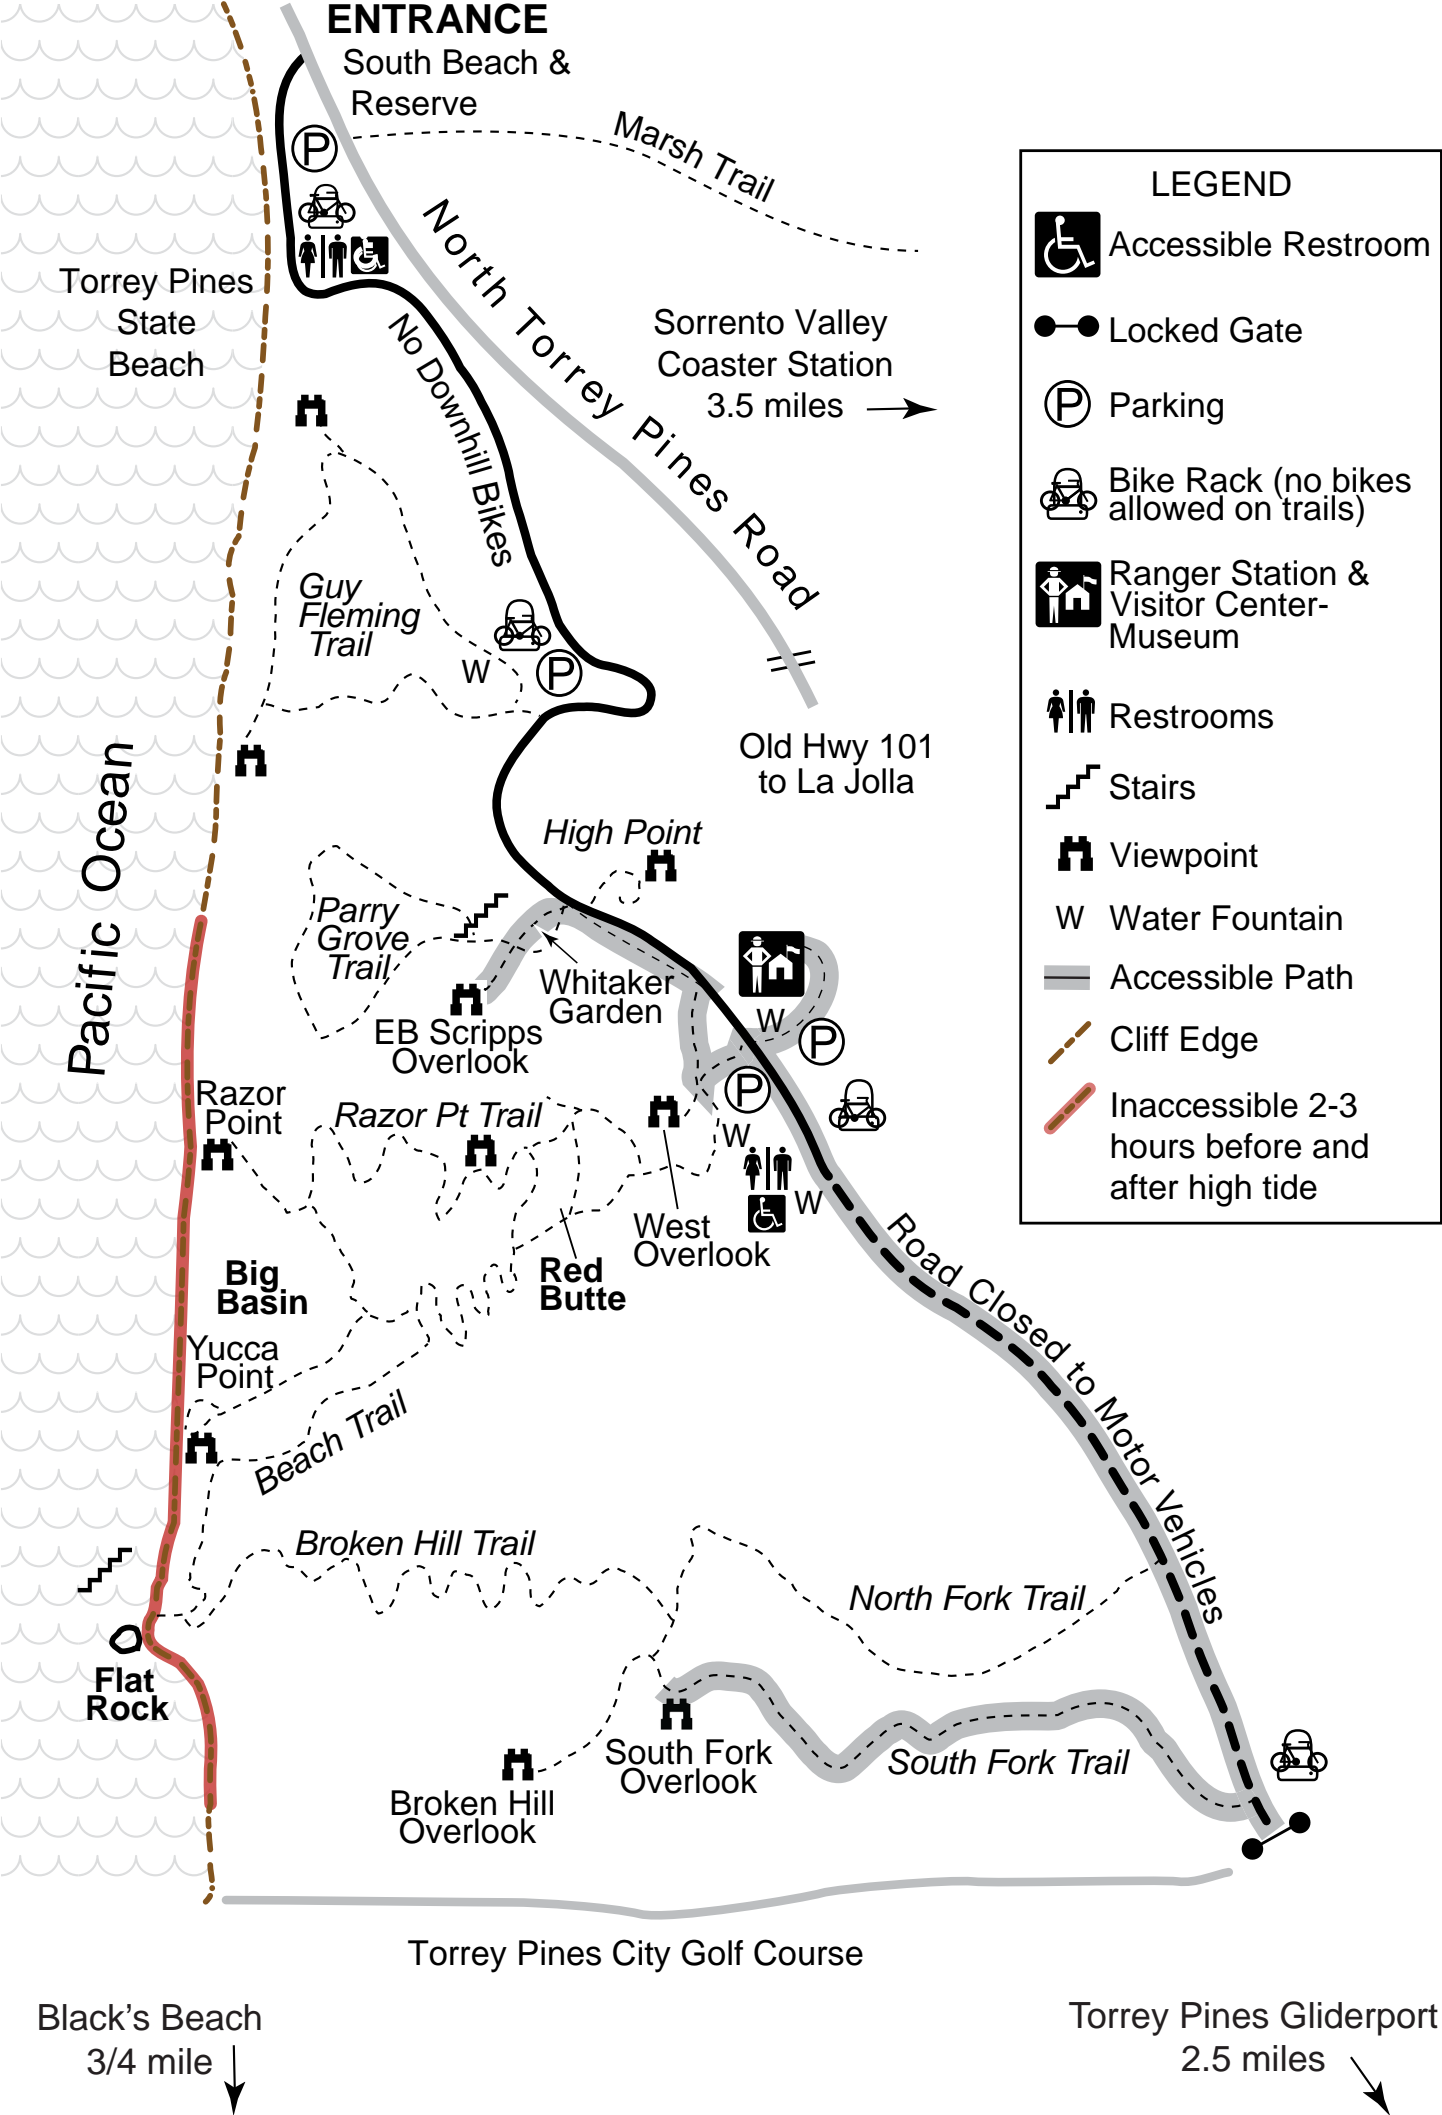 ENTRANCE
South Beach &
Reserve
P
Marsh Trail
North Torrey Pines Road
No Downhill Bikes
Torrey Pines
State
Beach
Sorrento Valley
Coaster Station
3.5 miles
Guy
Fleming
Trail
W
P
Old Hwy 101
to La Jolla
Pacific Ocean
High Point
Parry
Grove
Trail
Whitaker
Garden
EB Scripps
Overlook
W
P
P
W
W
Razor
Point
Razor Pt Trail
West
Overlook
Red
Butte
Big
Basin
Yucca
Point
Beach Trail
Road Closed to Motor Vehicles
Broken Hill Trail
North Fork Trail
Flat
Rock
South Fork
Overlook
South Fork Trail
Broken Hill
Overlook
Torrey Pines City Golf Course
Black's Beach
3/4 mile
Torrey Pines Gliderport
2.5 miles
LEGEND
Accessible Restroom
Locked Gate
P Parking
Bike Rack (no bikes
allowed on trails)
Ranger Station &
Visitor Center-
Museum
Restrooms
Stairs
Viewpoint
W Water Fountain
Accessible Path
Cliff Edge
Inaccessible 2-3
hours before and
after high tide